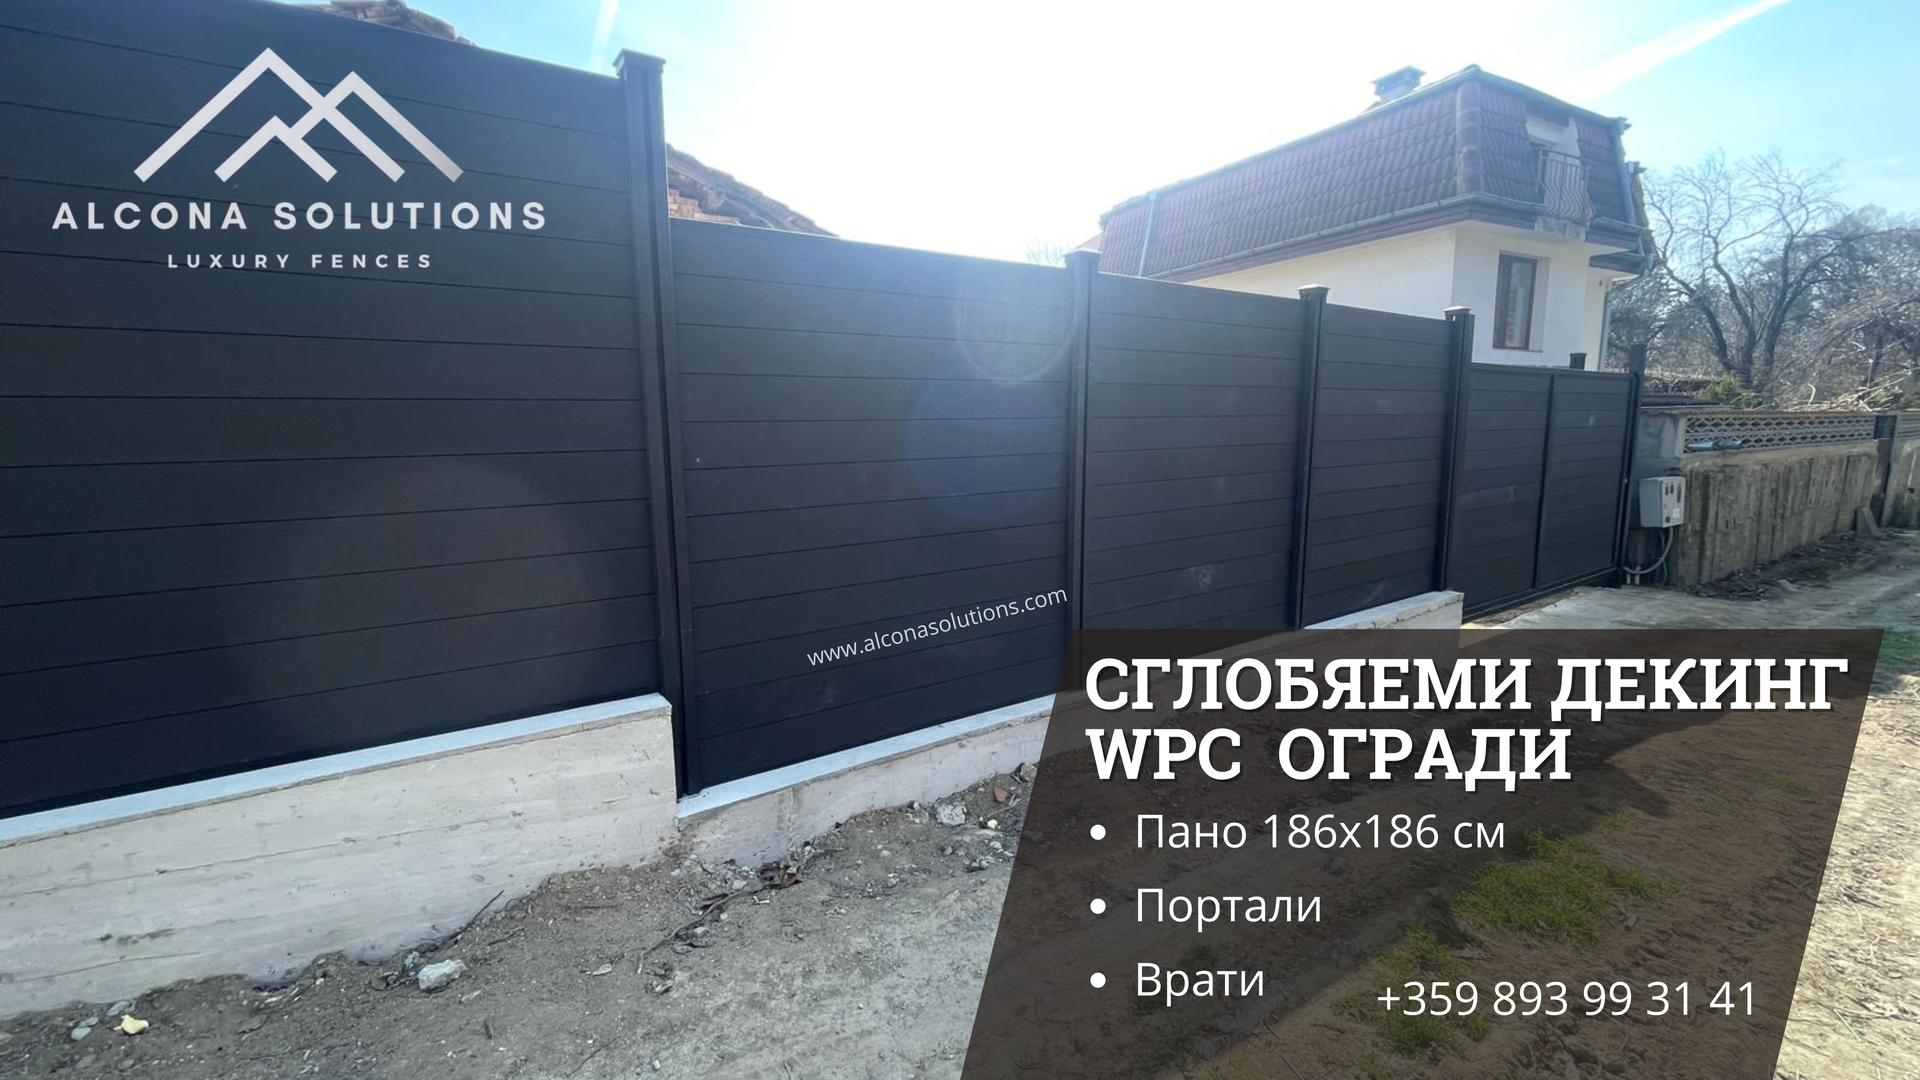 ALCONA SOLUTIONS
LUXURY FENCES
www.alconasolutions.com
СГЛОБЯЕМИ ДЕКИНГ
WPC ОГРАДИ
• Пано 186х186 см
• Портали
• Врати
+359 893 99 31 41